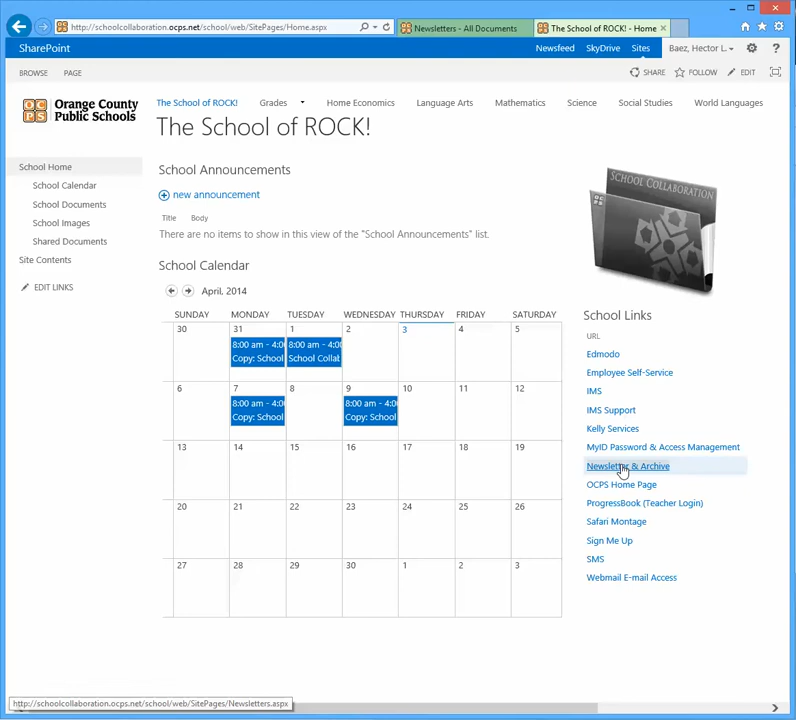 http://schoolcollaboration.ocps.net/school/web/SitePages/Home.aspx
Newsletters - All Documents
The School of ROCK! - Home
SharePoint
Newsfeed SkyDrive Sites Baez, Hector L. ?
BROWSE PAGE
SHARE FOLLOW EDIT
OCPS
Orange County
Public Schools
The School of ROCK! Grades Home Economics Language Arts Mathematics Science Social Studies World Languages
The School of ROCK!
School Home
School Calendar
School Documents
School Images
Shared Documents
Site Contents
EDIT LINKS
School Announcements
new announcement
Title Body
There are no items to show in this view of the "School Announcements" list.
SCHOOL COLLABORATION
School Calendar
April, 2014
SUNDAY MONDAY TUESDAY WEDNESDAY THURSDAY FRIDAY SATURDAY
30 31 1 2 3 4 5
8:00 am - 4:0 8:00 am - 4:0
Copy: School School Collab
6 7 8 9 10 11 12
8:00 am - 4:0 8:00 am - 4:0
Copy: School Copy: School
13 14 15 16 17 18 19
20 21 22 23 24 25 26
27 28 29 30 1 2 3
School Links
URL
Edmodo
Employee Self-Service
IMS
IMS Support
Kelly Services
MyID Password & Access Management
Newsletter & Archive
OCPS Home Page
ProgressBook (Teacher Login)
Safari Montage
Sign Me Up
SMS
Webmail E-mail Access
http://schoolcollaboration.ocps.net/school/web/SitePages/Newsletters.aspx